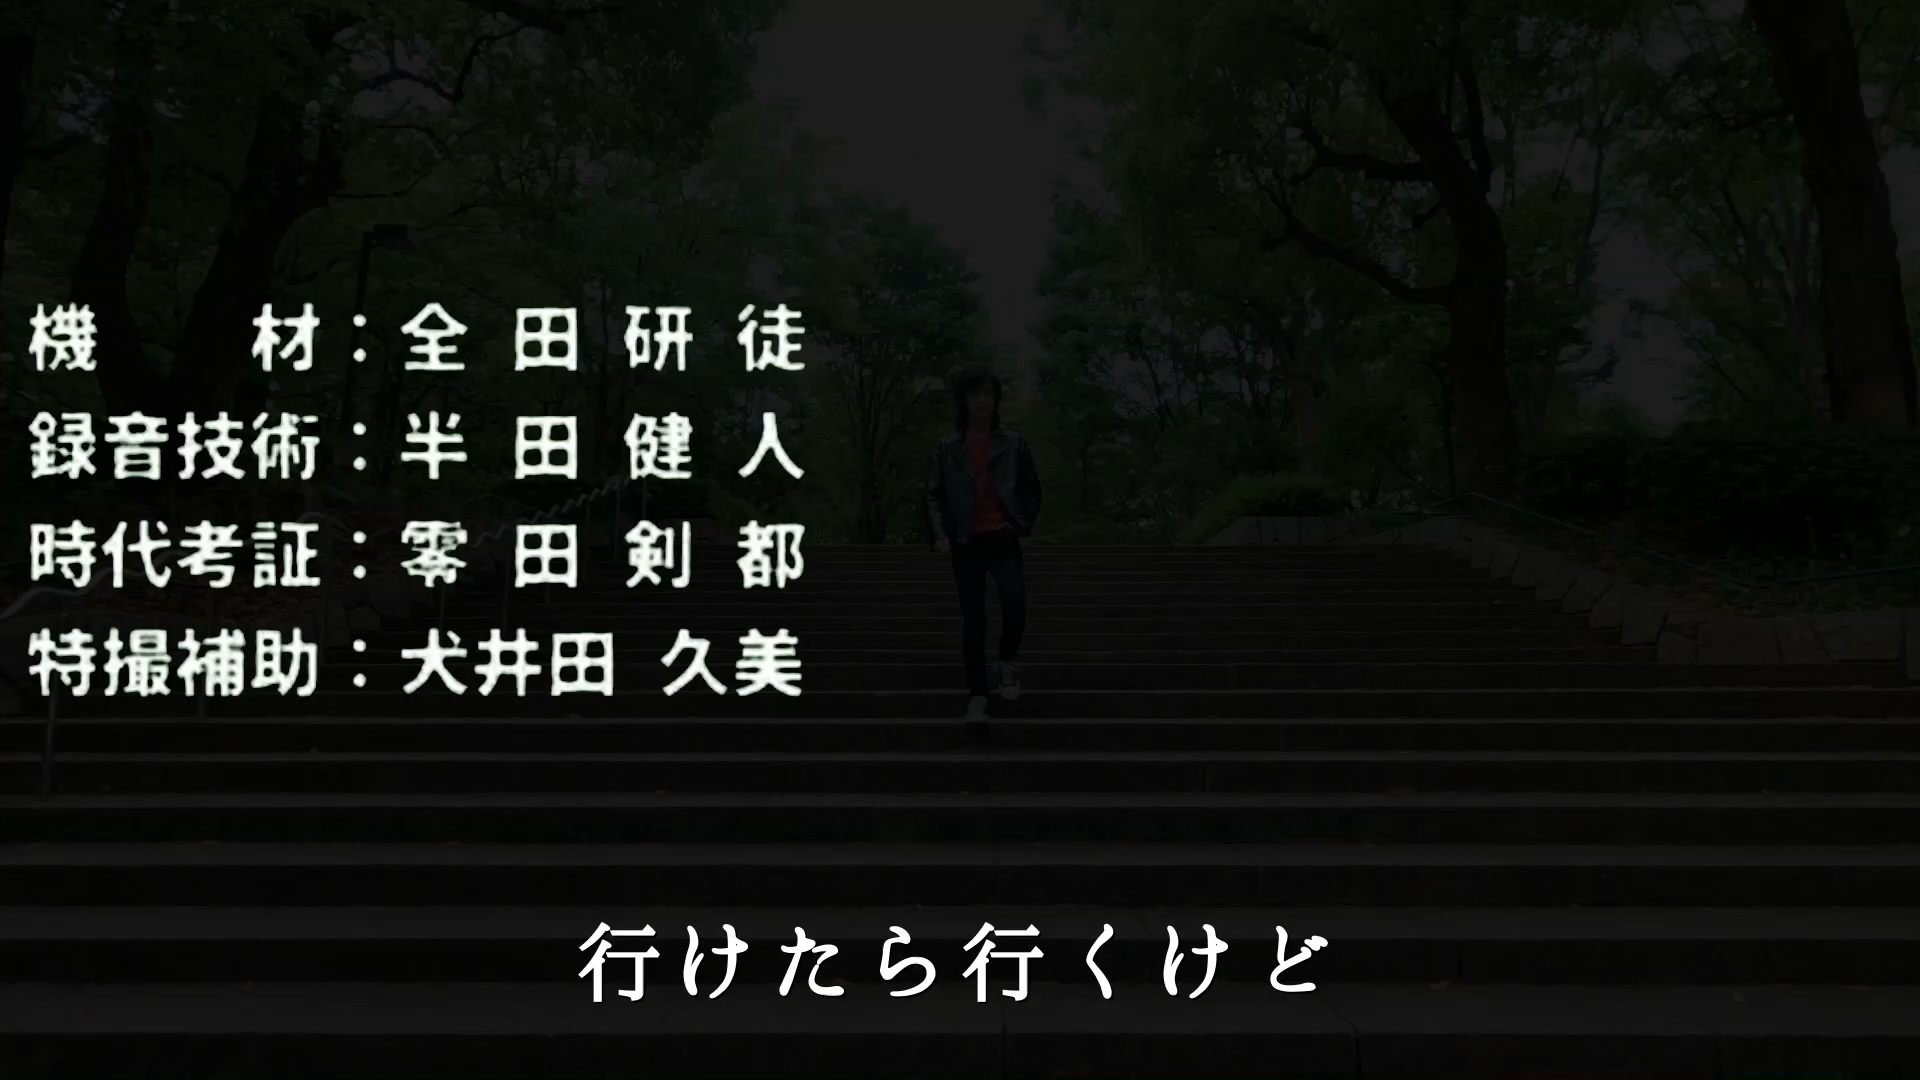 機材：全田研徒
録音技術：半田健人
時代考証：零田剣都
特撮補助：犬井田久美
行けたら行くけど